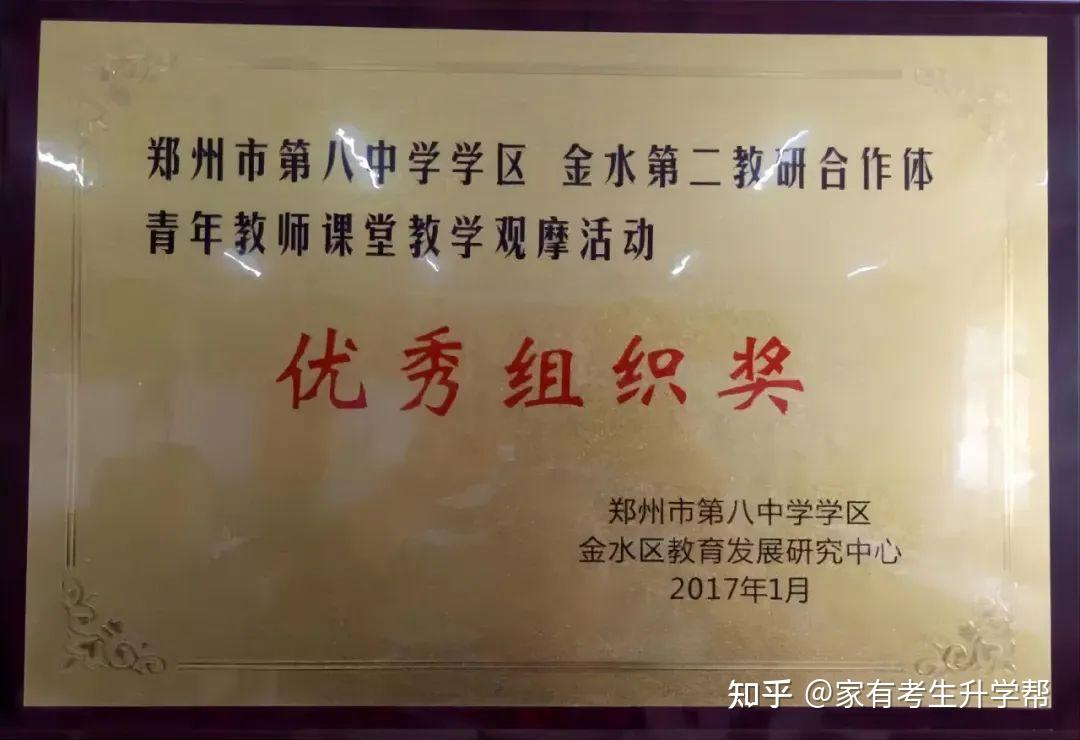 郑州市第八中学学区 金水第二教研合作体
青年教师课堂教学观摩活动
优秀组织奖
郑州市第八中学学区
金水区教育发展研究中心
2017年1月
知乎 @家有考生升学帮